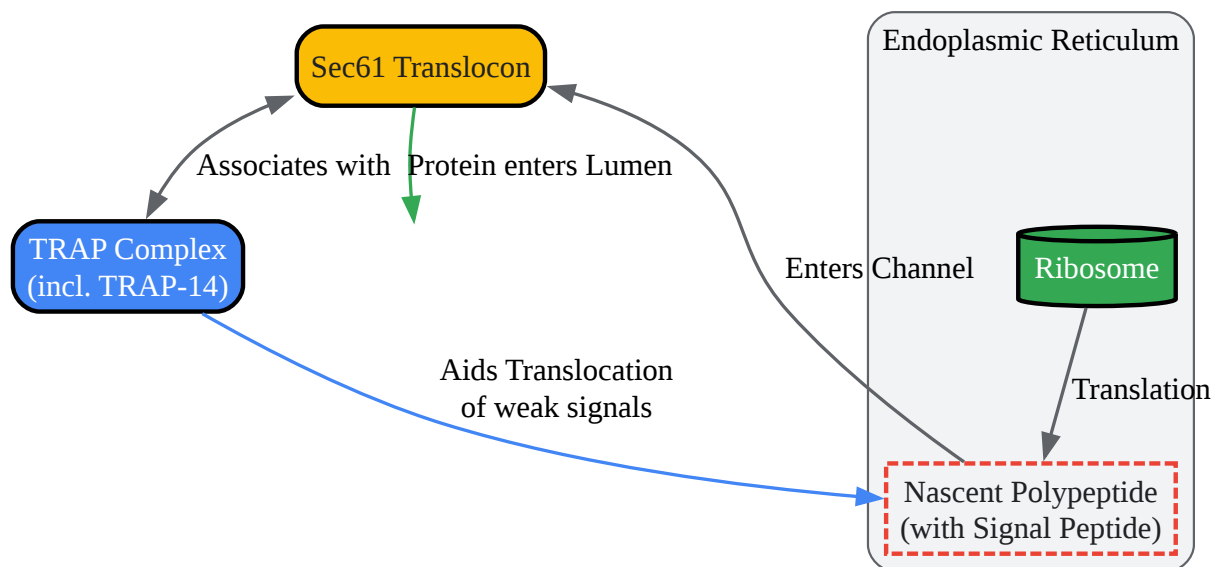 Endoplasmic Reticulum
Sec61 Translocon
Associates with
Protein enters Lumen
TRAP Complex
(incl. TRAP-14)
Enters Channel
Ribosome
Aids Translocation
of weak signals
Translation
Nascent Polypeptide
(with Signal Peptide)